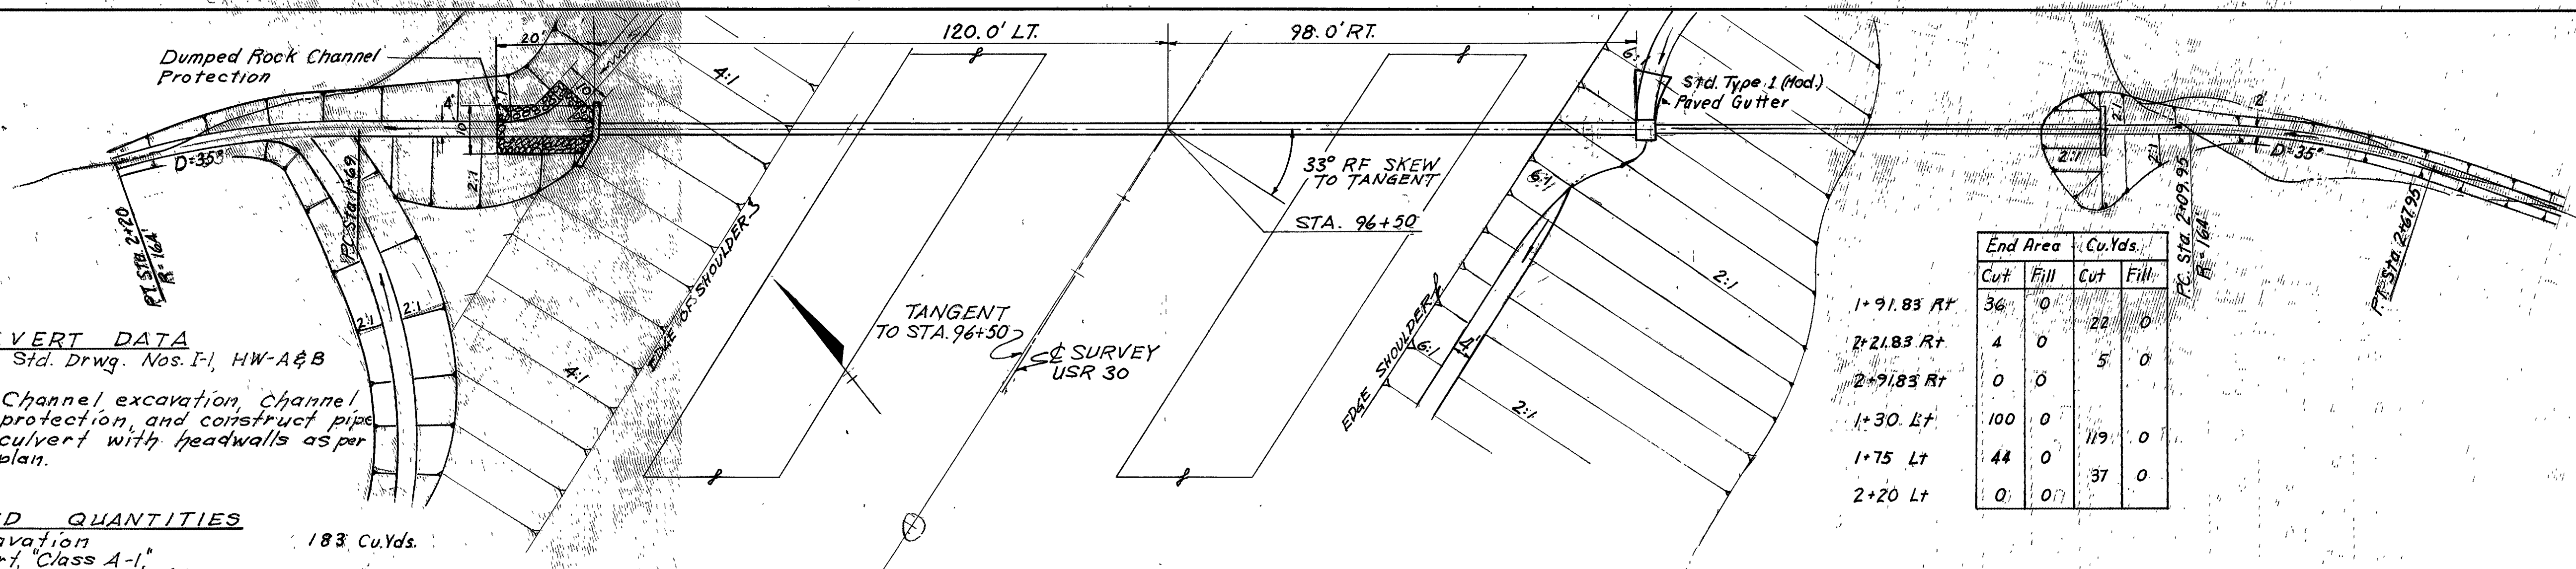 120.0' LT.
98.0' RT.
20'
Dumped Rock Channel
Protection
4:1
6:1
Std. Type 1 (Mod.)
Paved Gutter
4'
10'
10'
2'
2:1
D=35°
33° RF SKEW
TO TANGENT
STA. 96+50
2:1
2:1
2:1
D=35°
6:1
PC Sta. 1+69
P.T. Sta. 2+20
R=164'
P.C. Sta. 2+09.95
R=164'
P.T. Sta. 2+67.95
EDGE OF SHOULDER
EDGE SHOULDER
2:1
2:1
2:1
4:1
6:1
4'
2:1
TANGENT
TO STA. 96+50
℄ SURVEY
USR 30
VERT DATA
Std. Drwg. Nos. I-1, HW-A&B
Channel excavation, channel
protection, and construct pipe
culvert with headwalls as per
plan.
QUANTITIES
183 Cu.Yds.
"Class A-1,"
End Area Cu.Yds.
Cut Fill Cut Fill
1+91.83 Rt 36 0
22 0
2+21.83 Rt 4 0
5 0
2+91.83 Rt 0 0
1+30 Lt 100 0
119 0
1+75 Lt 44 0
37 0
2+20 Lt 0 0